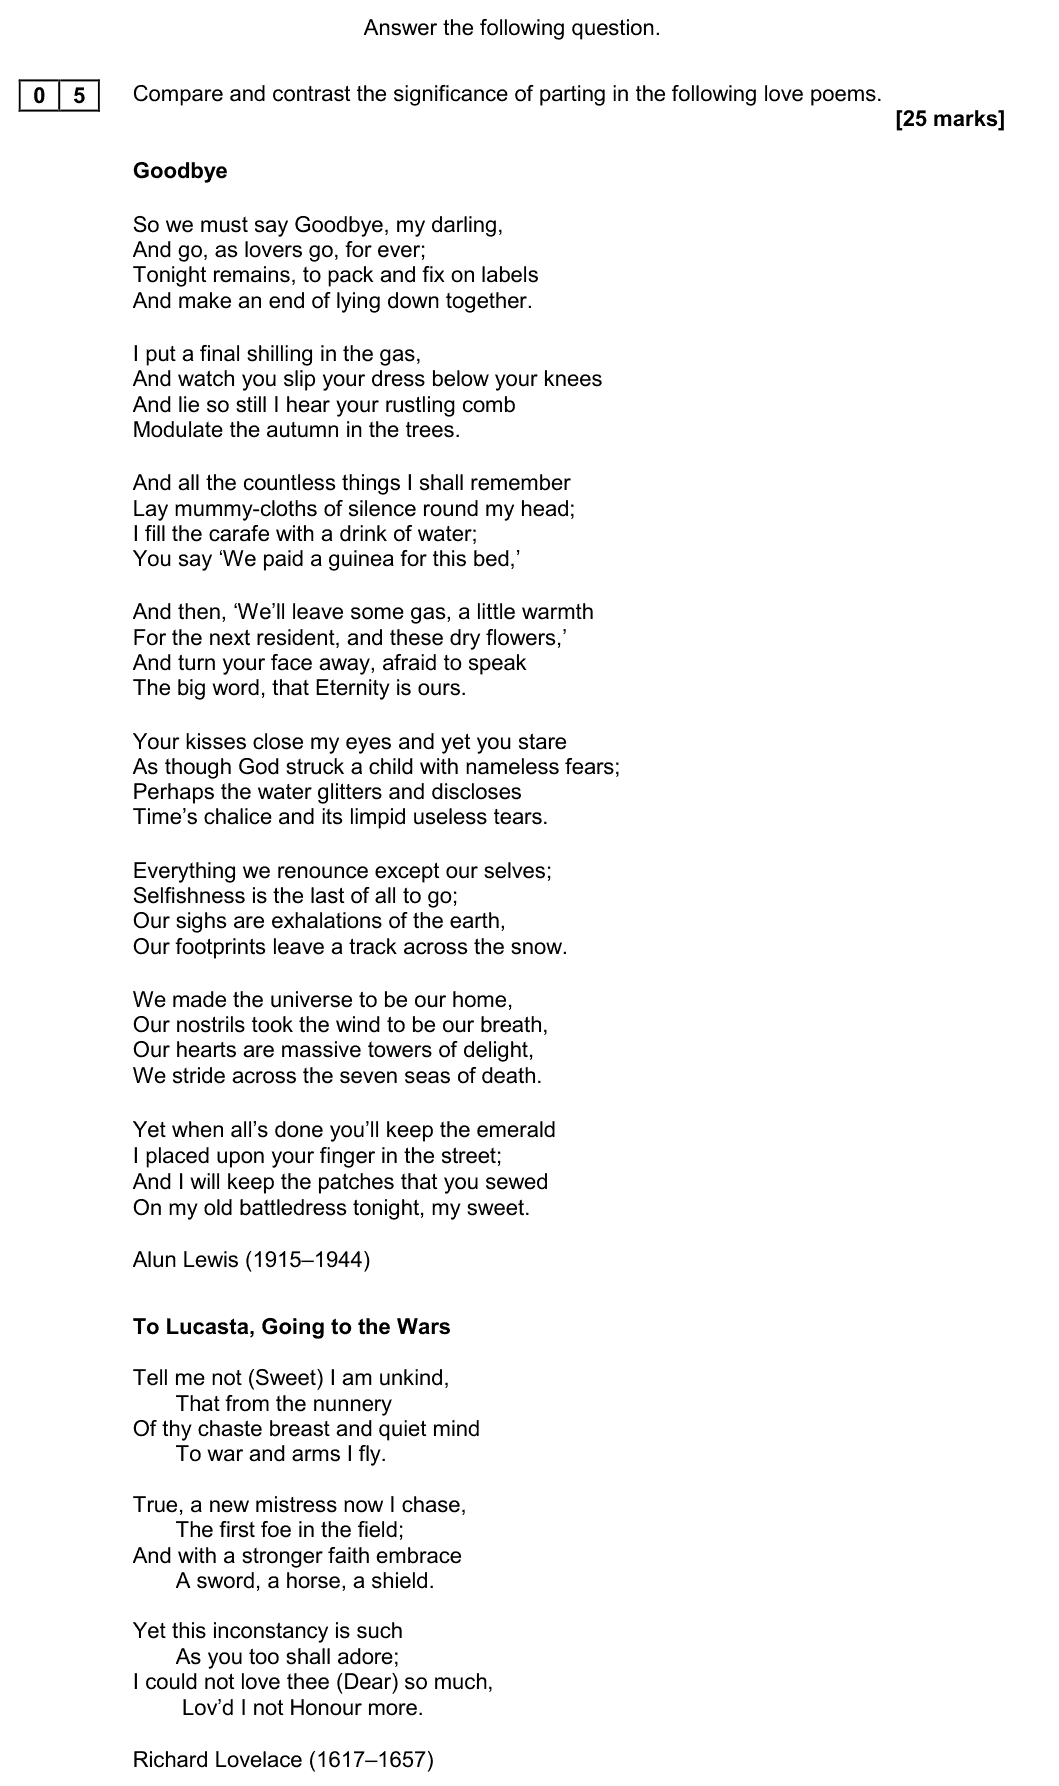 Answer the following question.
0 5 Compare and contrast the significance of parting in the following love poems.
[25 marks]
Goodbye
So we must say Goodbye, my darling,
And go, as lovers go, for ever;
Tonight remains, to pack and fix on labels
And make an end of lying down together.
I put a final shilling in the gas,
And watch you slip your dress below your knees
And lie so still I hear your rustling comb
Modulate the autumn in the trees.
And all the countless things I shall remember
Lay mummy-cloths of silence round my head;
I fill the carafe with a drink of water;
You say ‘We paid a guinea for this bed,’
And then, ‘We’ll leave some gas, a little warmth
For the next resident, and these dry flowers,’
And turn your face away, afraid to speak
The big word, that Eternity is ours.
Your kisses close my eyes and yet you stare
As though God struck a child with nameless fears;
Perhaps the water glitters and discloses
Time’s chalice and its limpid useless tears.
Everything we renounce except our selves;
Selfishness is the last of all to go;
Our sighs are exhalations of the earth,
Our footprints leave a track across the snow.
We made the universe to be our home,
Our nostrils took the wind to be our breath,
Our hearts are massive towers of delight,
We stride across the seven seas of death.
Yet when all’s done you’ll keep the emerald
I placed upon your finger in the street;
And I will keep the patches that you sewed
On my old battledress tonight, my sweet.
Alun Lewis (1915–1944)
To Lucasta, Going to the Wars
Tell me not (Sweet) I am unkind,
That from the nunnery
Of thy chaste breast and quiet mind
To war and arms I fly.
True, a new mistress now I chase,
The first foe in the field;
And with a stronger faith embrace
A sword, a horse, a shield.
Yet this inconstancy is such
As you too shall adore;
I could not love thee (Dear) so much,
Lov’d I not Honour more.
Richard Lovelace (1617–1657)